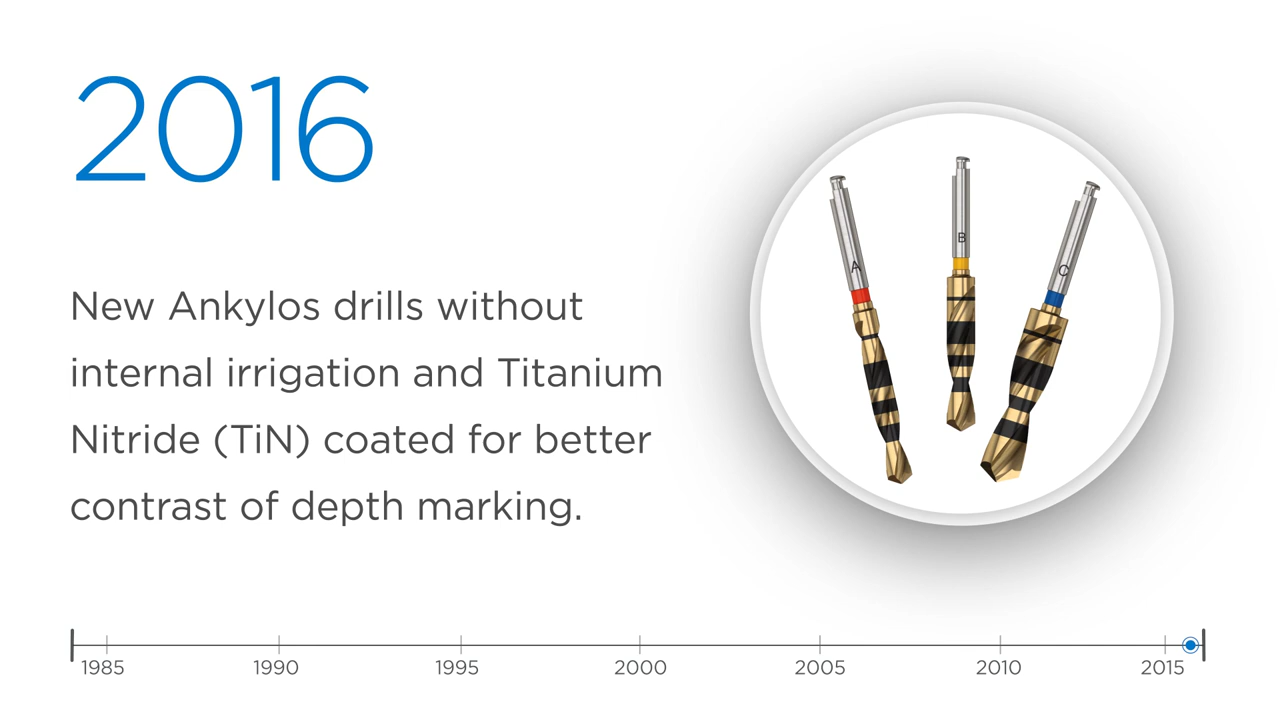 2016
New Ankylos drills without
internal irrigation and Titanium
Nitride (TiN) coated for better
contrast of depth marking.
A
B
C
1985 1990 1995 2000 2005 2010 2015